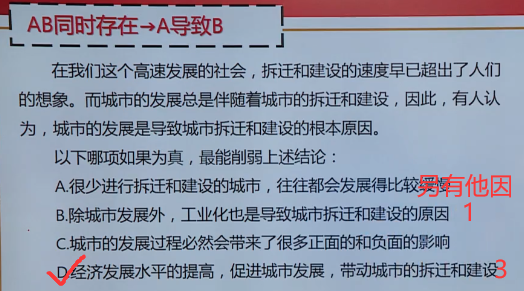 AB同时存在→A导致B
在我们这个高速发展的社会，拆迁和建设的速度早已超出了人们
的想象。而城市的发展总是伴随着城市的拆迁和建设，因此，有人认
为，城市的发展是导致城市拆迁和建设的根本原因。
以下哪项如果为真，最能削弱上述结论：
A.很少进行拆迁和建设的城市，往往都会发展得比较缓慢
另有他因
B.除城市发展外，工业化也是导致城市拆迁和建设的原因
1
C.城市的发展过程必然会带来了很多正面的和负面的影响
D.经济发展水平的提高，促进城市发展，带动城市的拆迁和建设
3